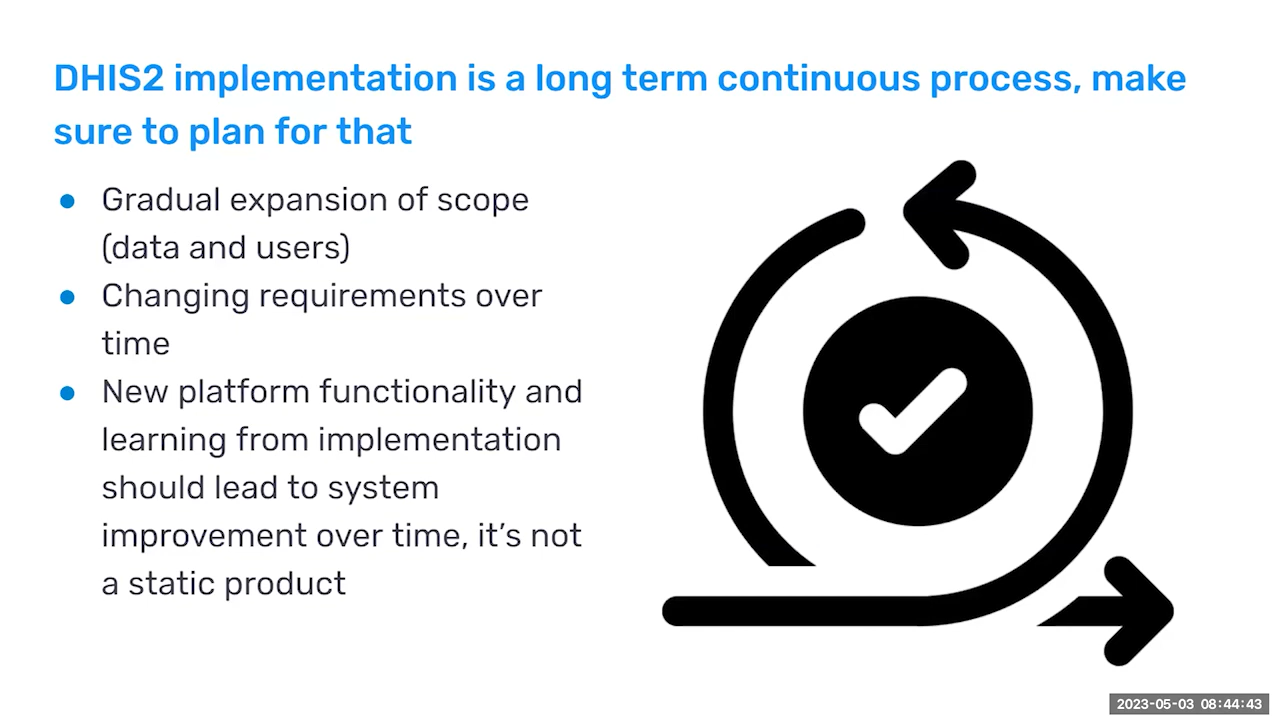 DHIS2 implementation is a long term continuous process, make
sure to plan for that
● Gradual expansion of scope
(data and users)
● Changing requirements over
time
● New platform functionality and
learning from implementation
should lead to system
improvement over time, it’s not
a static product
2023-05-03 08:44:43